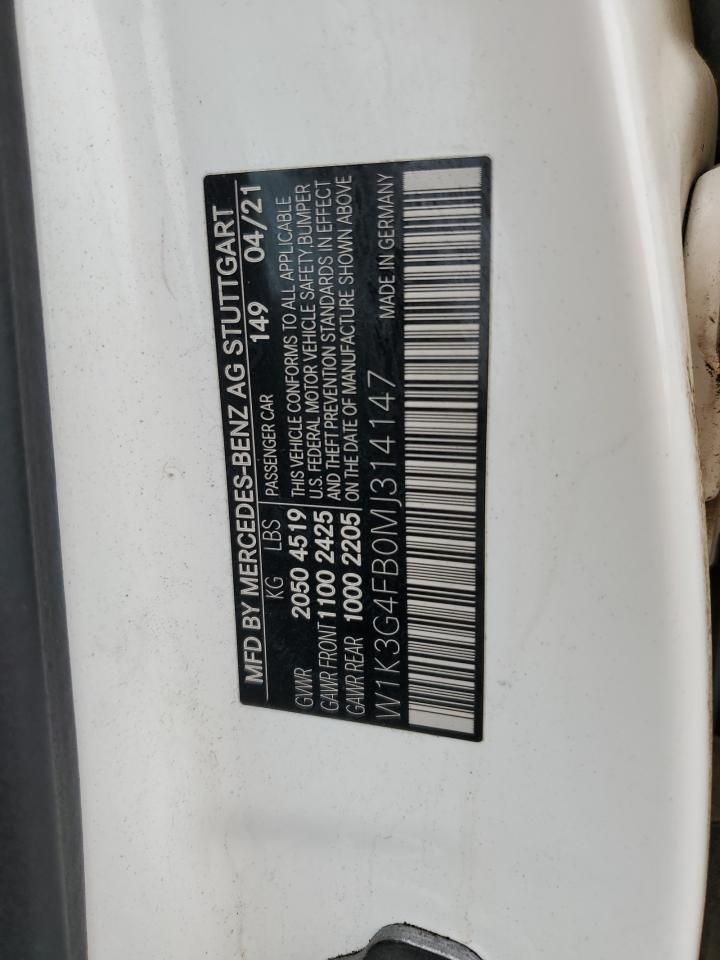 MFD BY MERCEDES-BENZ AG STUTTGART
KG LBS PASSENGER CAR 149 04/21
GVWR 2050 4519 THIS VEHICLE CONFORMS TO ALL APPLICABLE
GAWR FRONT 1100 2425 U.S. FEDERAL MOTOR VEHICLE SAFETY, BUMPER
GAWR REAR 1000 2205 AND THEFT PREVENTION STANDARDS IN EFFECT
ON THE DATE OF MANUFACTURE SHOWN ABOVE
W1K3G4FB0MJ314147 MADE IN GERMANY